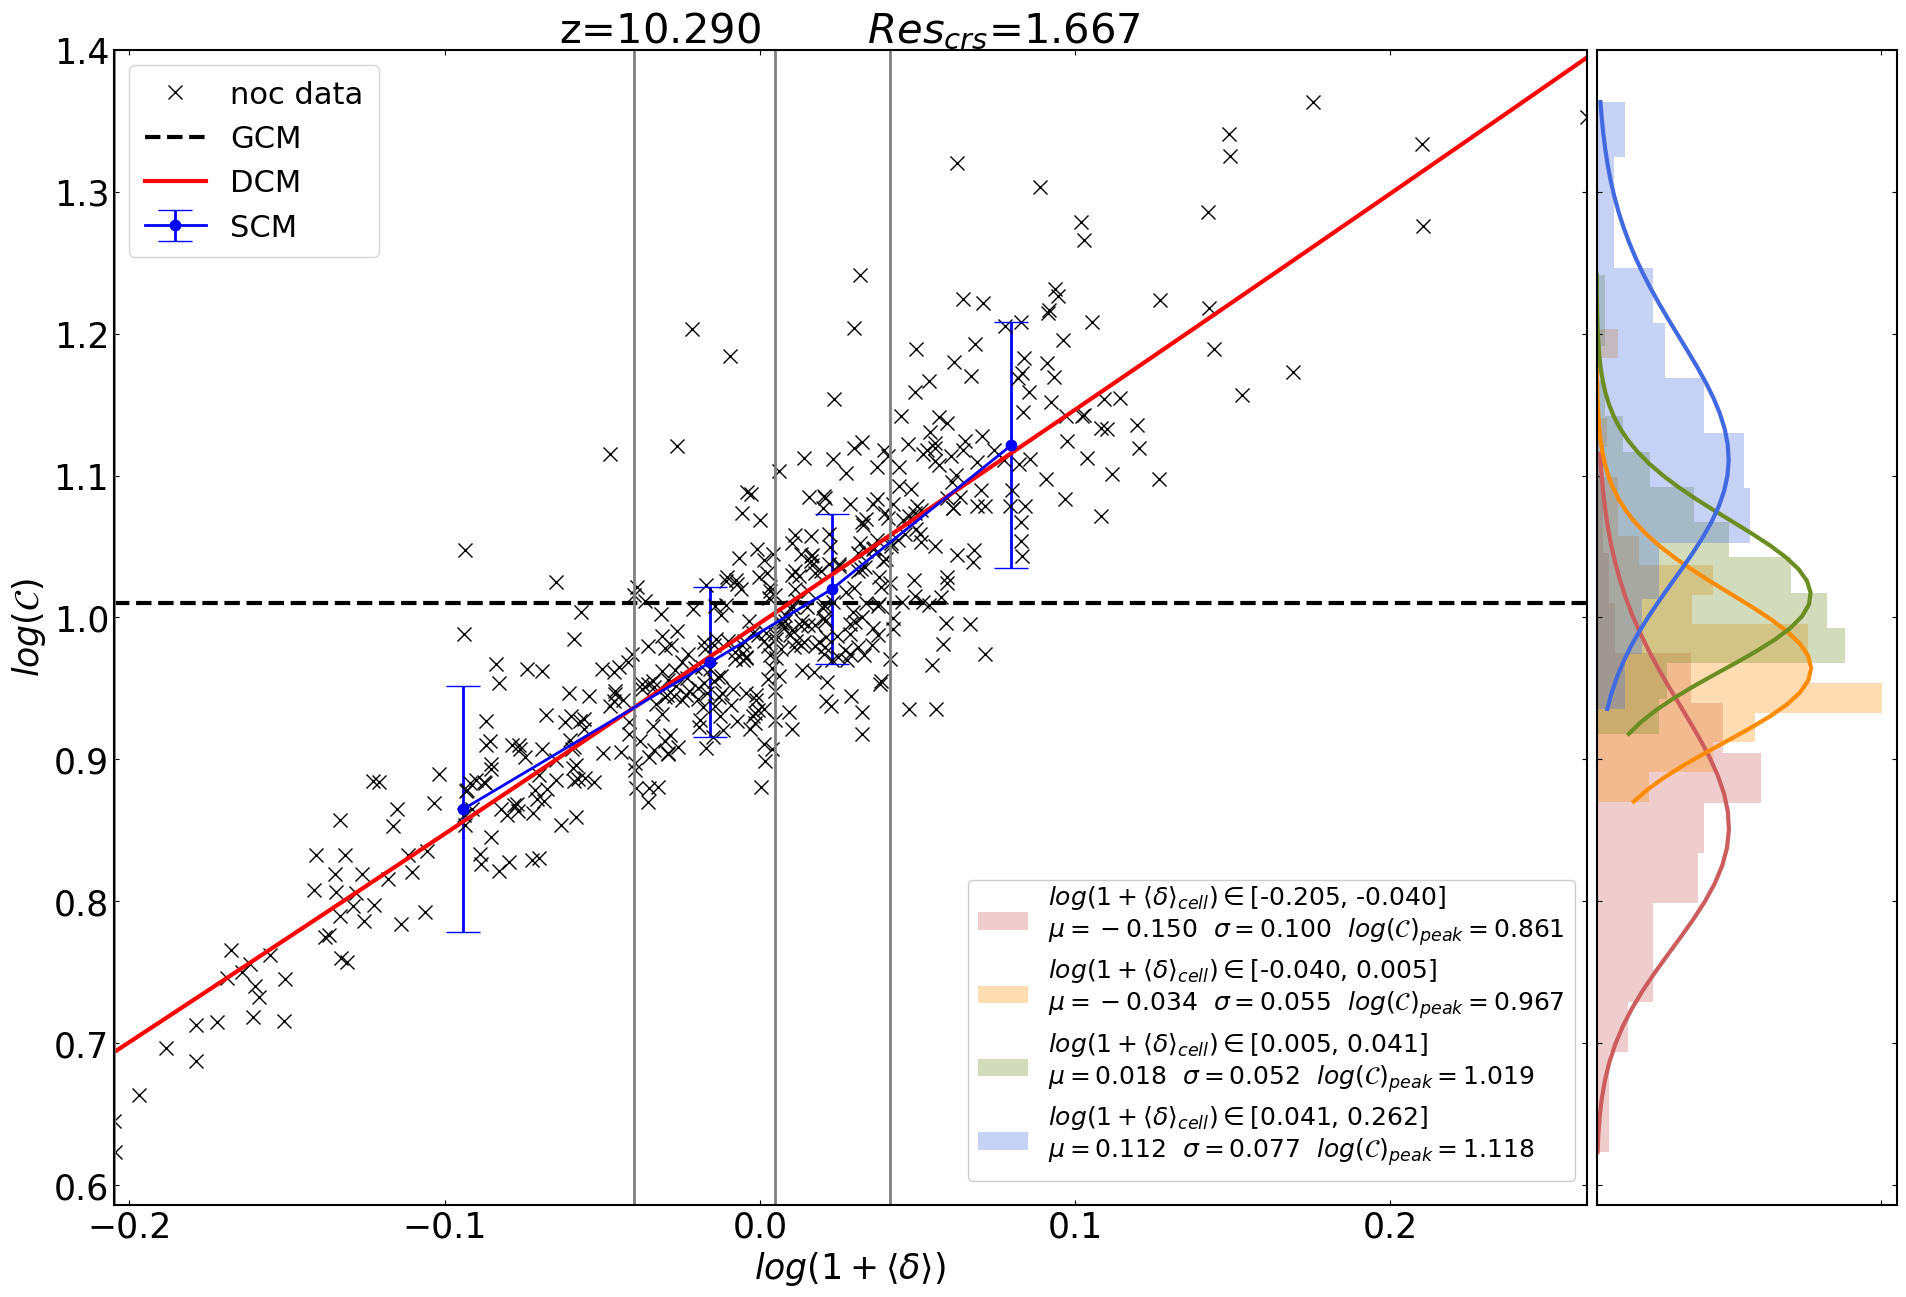 z=10.290 Res_crs=1.667
1.4
1.3
1.2
1.1
1.0
0.9
0.8
0.7
0.6
log(𝒞)
noc data
GCM
DCM
SCM
log(1 + ⟨δ⟩_cell) ∈ [-0.205, -0.040]
μ = −0.150 σ = 0.100 log(𝒞)_peak = 0.861
log(1 + ⟨δ⟩_cell) ∈ [-0.040, 0.005]
μ = −0.034 σ = 0.055 log(𝒞)_peak = 0.967
log(1 + ⟨δ⟩_cell) ∈ [0.005, 0.041]
μ = 0.018 σ = 0.052 log(𝒞)_peak = 1.019
log(1 + ⟨δ⟩_cell) ∈ [0.041, 0.262]
μ = 0.112 σ = 0.077 log(𝒞)_peak = 1.118
−0.2 −0.1 0.0 0.1 0.2
log(1 + ⟨δ⟩)